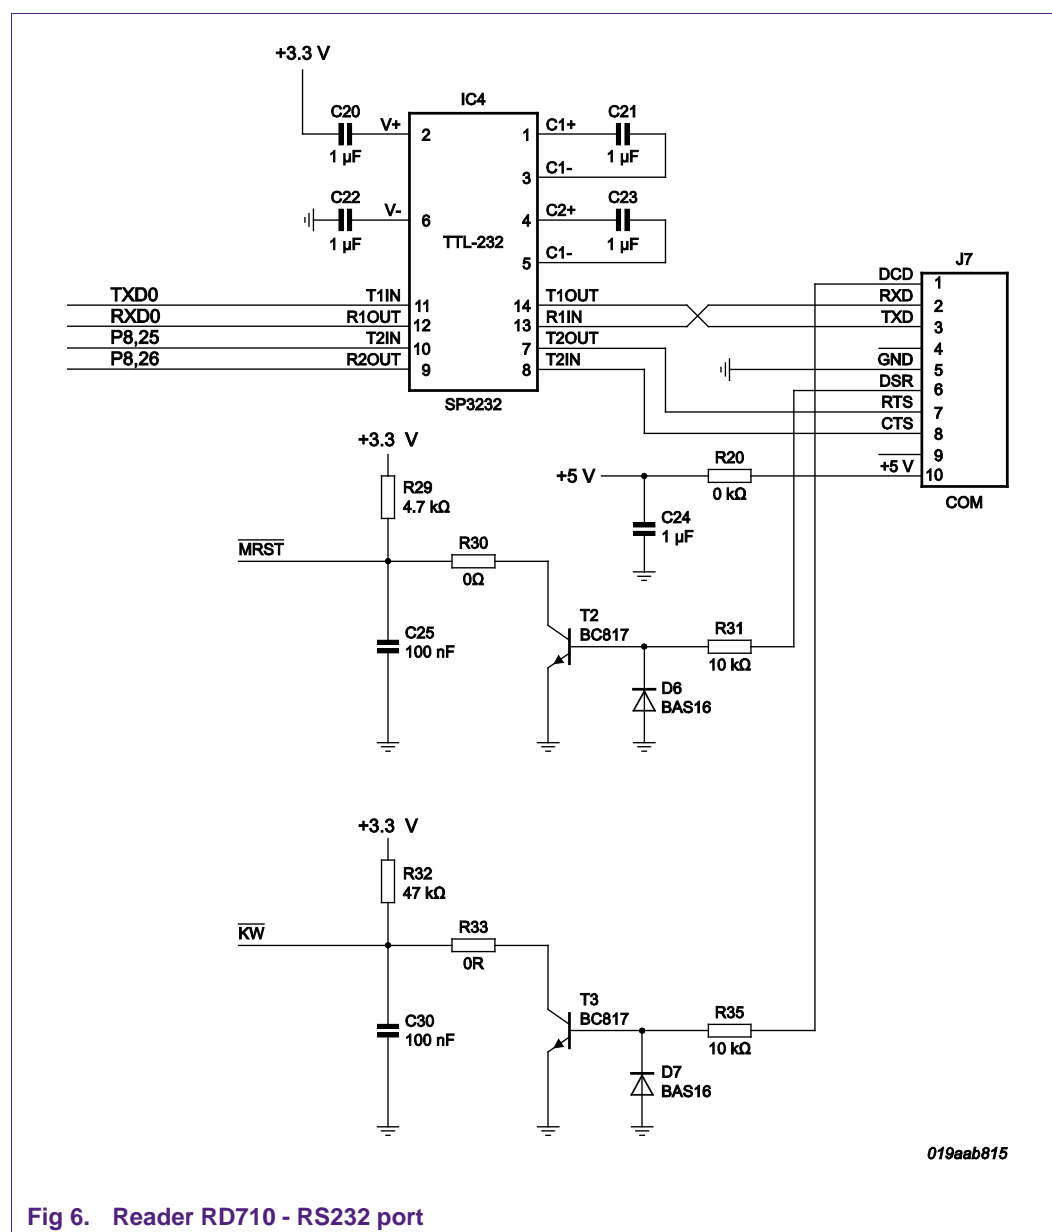 +3.3 V
IC4
C20
V+
2
1
C1+
C21
1 µF
1 µF
3
C1-
C22
V-
6
4
C2+
C23
1 µF
TTL-232
1 µF
5
C1-
J7
DCD
1
TXD0
T1IN
11
14
T1OUT
RXD
2
RXD0
R1OUT
12
13
R1IN
TXD
3
P8,25
T2IN
10
7
T2OUT
4
P8,26
R2OUT
9
8
T2IN
GND
5
DSR
6
SP3232
RTS
7
CTS
8
9
+5 V
10
COM
+3.3 V
R29
4.7 kΩ
+5 V
R20
0 kΩ
C24
1 µF
MRST
R30
0Ω
C25
100 nF
T2
BC817
R31
10 kΩ
D6
BAS16
+3.3 V
R32
47 kΩ
KW
R33
0R
C30
100 nF
T3
BC817
R35
10 kΩ
D7
BAS16
019aab815
Fig 6. Reader RD710 - RS232 port